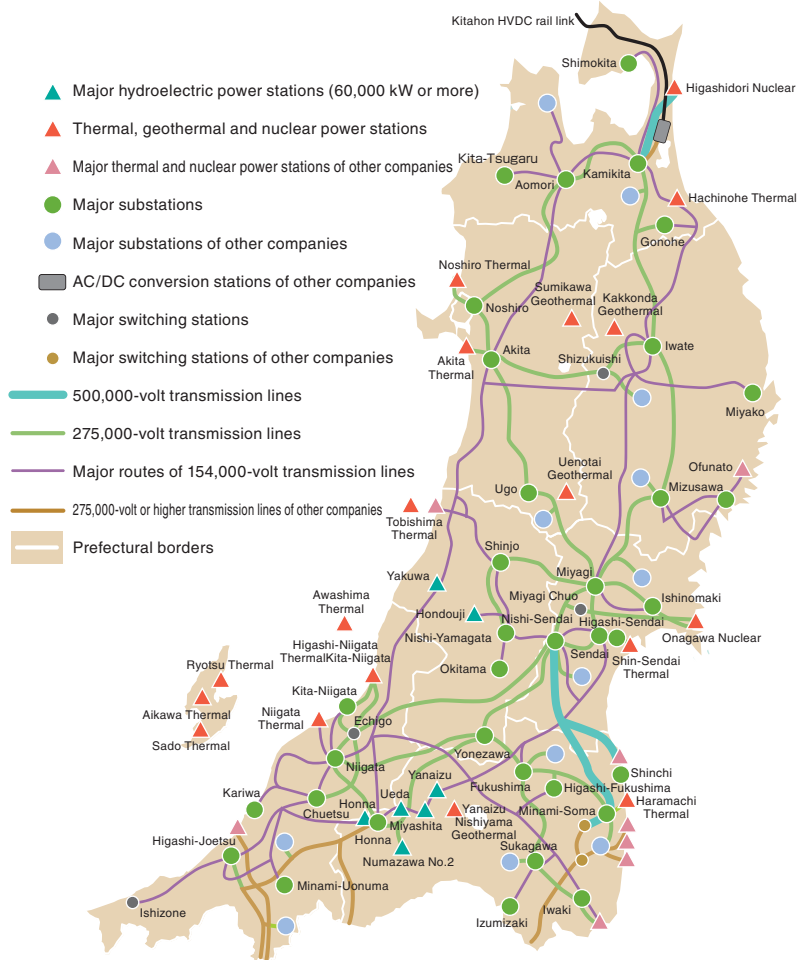 Kitahon HVDC rail link
Shimokita
Major hydroelectric power stations (60,000 kW or more)
Higashidori Nuclear
Thermal, geothermal and nuclear power stations
Major thermal and nuclear power stations of other companies
Kita-Tsugaru
Aomori
Kamikita
Major substations
Hachinohe Thermal
Major substations of other companies
Gonohe
AC/DC conversion stations of other companies
Noshiro Thermal
Sumikawa
Geothermal
Kakkonda
Geothermal
Noshiro
Major switching stations
Akita
Thermal
Akita
Shizukuishi
Iwate
Major switching stations of other companies
500,000-volt transmission lines
Miyako
275,000-volt transmission lines
Major routes of 154,000-volt transmission lines
Uenotai
Geothermal
Ofunato
Ugo
Mizusawa
275,000-volt or higher transmission lines of other companies
Tobishima
Thermal
Prefectural borders
Shinjo
Yakuwa
Miyagi
Awashima
Thermal
Miyagi Chuo
Ishinomaki
Hondouji
Nishi-Sendai
Higashi-Sendai
Nishi-Yamagata
Onagawa Nuclear
Higashi-Niigata
Thermal
Kita-Niigata
Okitama
Sendai
Shin-Sendai
Thermal
Ryotsu Thermal
Kita-Niigata
Aikawa Thermal
Niigata
Thermal
Echigo
Sado Thermal
Yonezawa
Niigata
Fukushima
Shinchi
Higashi-Fukushima
Yanaizu
Ueda
Kariwa
Chuetsu
Honna
Miyashita
Yanaizu
Nishiyama
Geothermal
Minami-Soma
Haramachi
Thermal
Higashi-Joetsu
Honna
Numazawa No.2
Sukagawa
Minami-Uonuma
Ishizone
Izumizaki
Iwaki